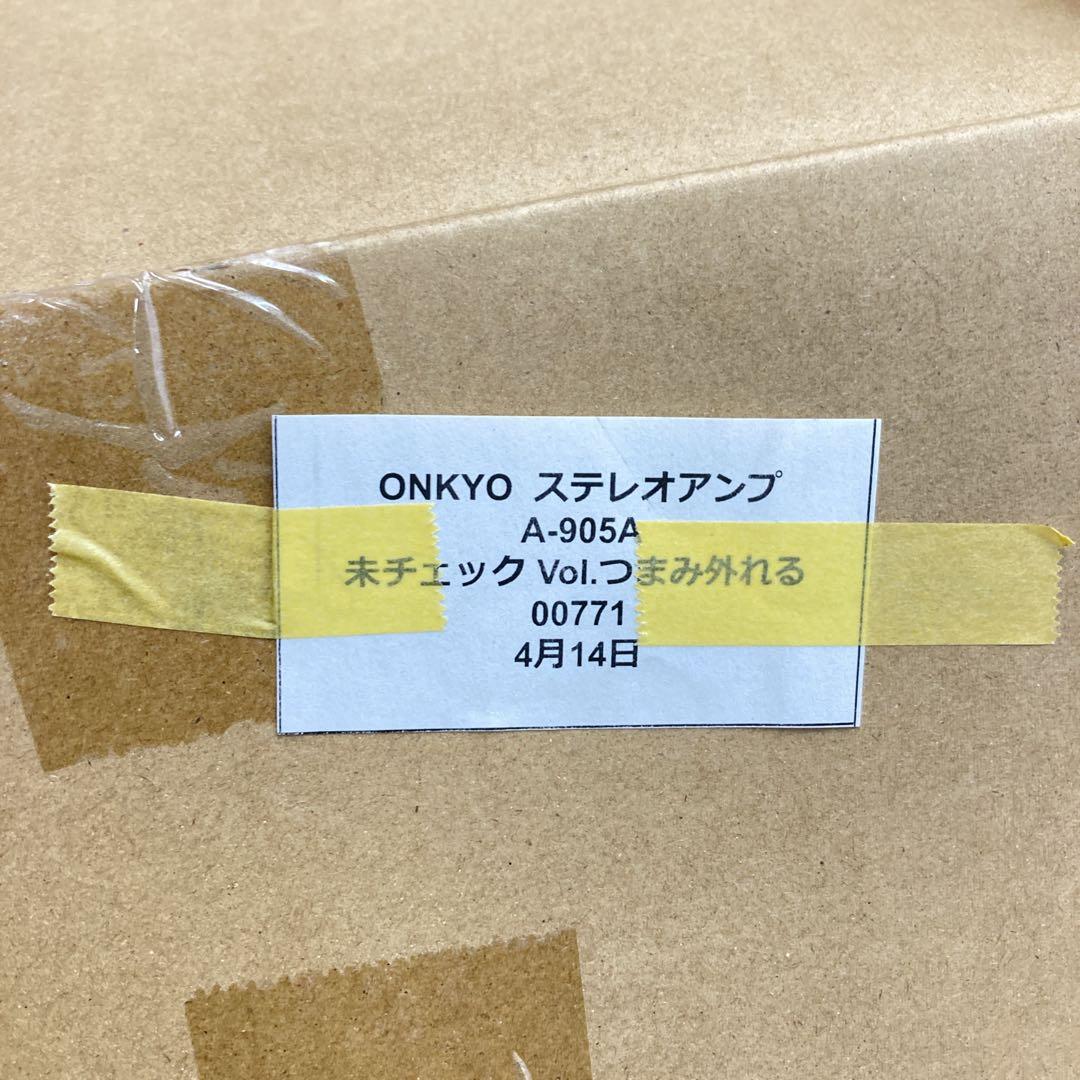 ONKYO ステレオアンプ
A-905A
未チェック Vol.つまみ外れる
00771
4月14日